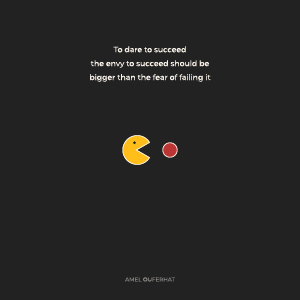 To dare to succeed
the envy to succeed should be
bigger than the fear of failing it
AMEL OUFERHAT